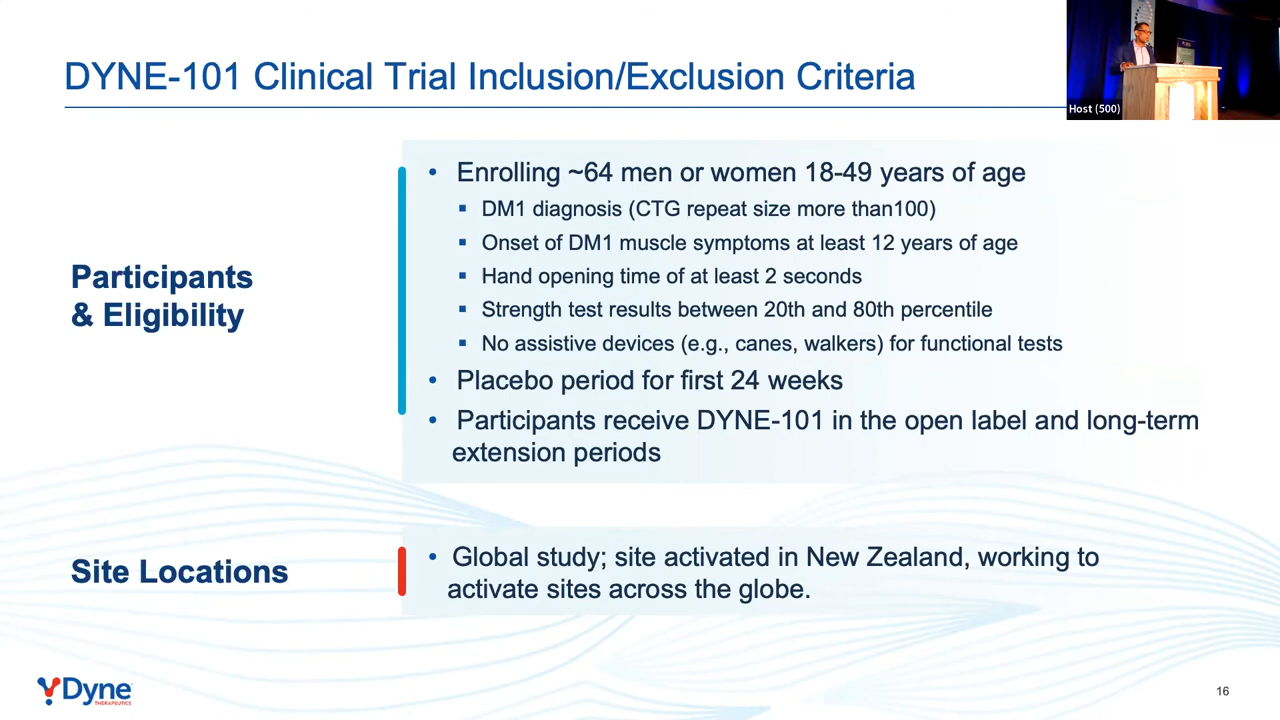 DYNE-101 Clinical Trial Inclusion/Exclusion Criteria
Host (500)
Participants
& Eligibility
• Enrolling ~64 men or women 18-49 years of age
▪ DM1 diagnosis (CTG repeat size more than100)
▪ Onset of DM1 muscle symptoms at least 12 years of age
▪ Hand opening time of at least 2 seconds
▪ Strength test results between 20th and 80th percentile
▪ No assistive devices (e.g., canes, walkers) for functional tests
• Placebo period for first 24 weeks
• Participants receive DYNE-101 in the open label and long-term
extension periods
Site Locations
• Global study; site activated in New Zealand, working to
activate sites across the globe.
Dyne
THERAPEUTICS
16